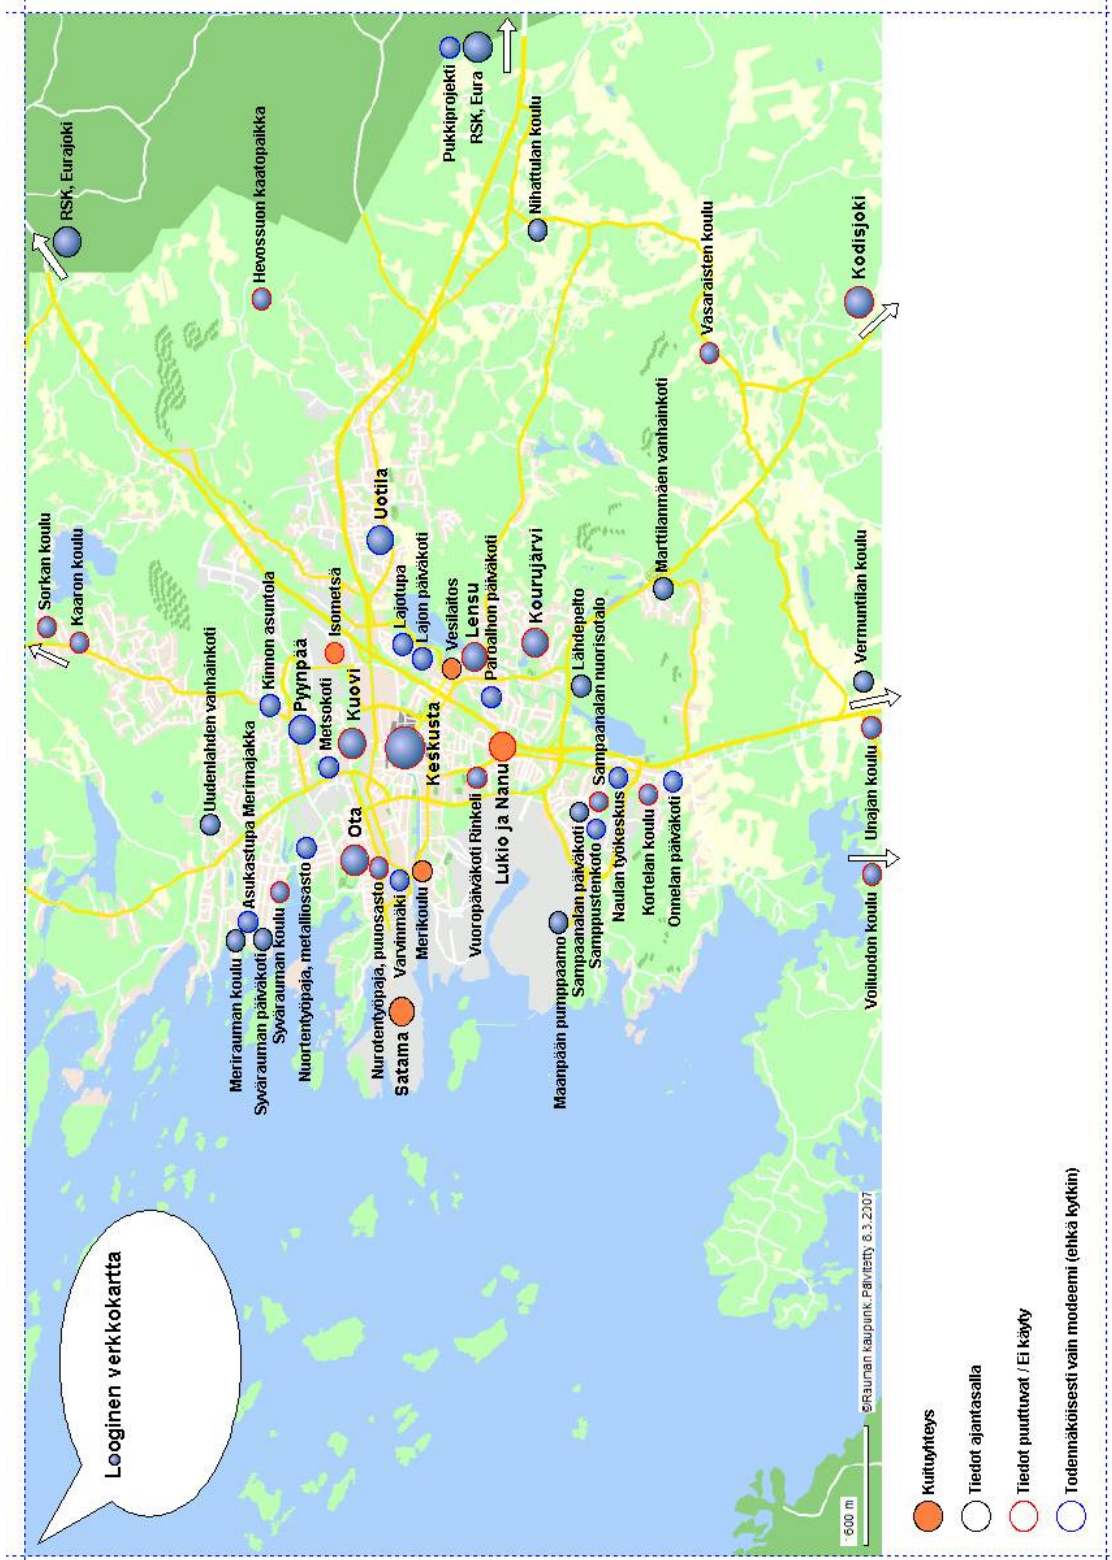 Looginen verkkokartta
Sorkan koulu
Kaaron koulu
RSK, Eurajoki
Hevossuon kaatopaikka
Pukkiprojekti
RSK, Eura
Nihattulan koulu
Vasaraisten koulu
Kodisjoki
Uudenlahden vanhainkoti
Kinnon asuntola
Pyynpää
Metsokoti
Isometsä
Kuovi
Uotila
Lajotupa
Lajon päiväkoti
Vesilaitos
Lensu
Paroalhon päiväkoti
Kourujärvi
Keskusta
Asukastupa Merimajakka
Merirauman koulu
Syvärauman päiväkoti
Syvärauman koulu
Nuortentyöpaja, metalliosasto
Ota
Nurotentyöpaja, puuosasto
Varvinmäki
Merikoulu
Satama
Vuoropäiväkoti Rinkeli
Lukio ja Nanu
Lähdepelto
Sampaanalan nuorisotalo
Marttilanmäen vanhainkoti
Maanpään pumppaamo
Sampaanalan päiväkoti
Samppustenkoto
Naulan työkeskus
Kortelan koulu
Onnelan päiväkoti
Vermuntilan koulu
Unajan koulu
Voiluodon koulu
600 m
©Rauman kaupunki.Päivitetty 8.3.2007
Kuituyhteys
Tiedot ajantasalla
Tiedot puuttuvat / Ei käyty
Todennäköisesti vain modeemi (ehkä kytkin)